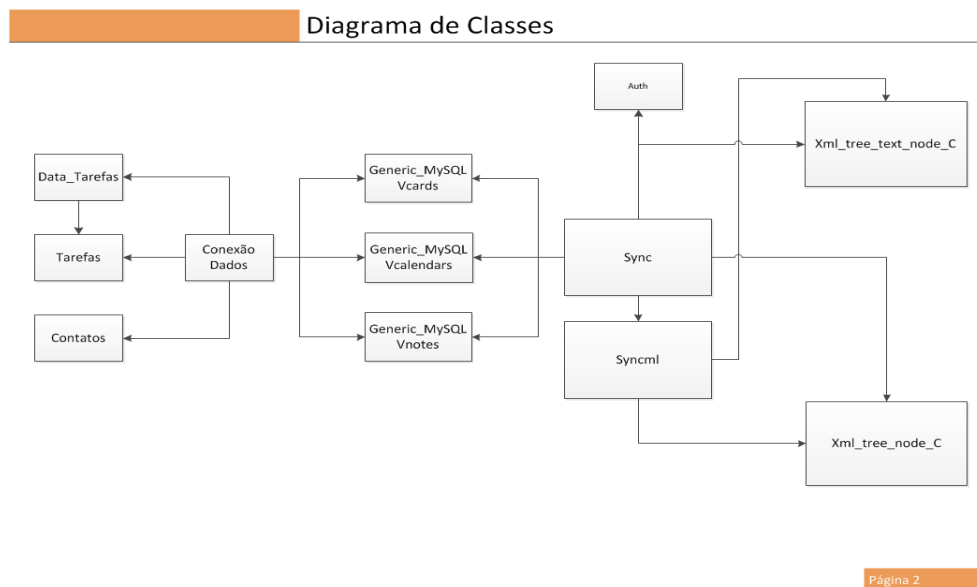 Diagrama de Classes
Auth
Xml_tree_text_node_C
Data_Tarefas
Generic_MySQL
Vcards
Tarefas
Conexão
Dados
Generic_MySQL
Vcalendars
Sync
Contatos
Generic_MySQL
Vnotes
Syncml
Xml_tree_node_C
Página 2